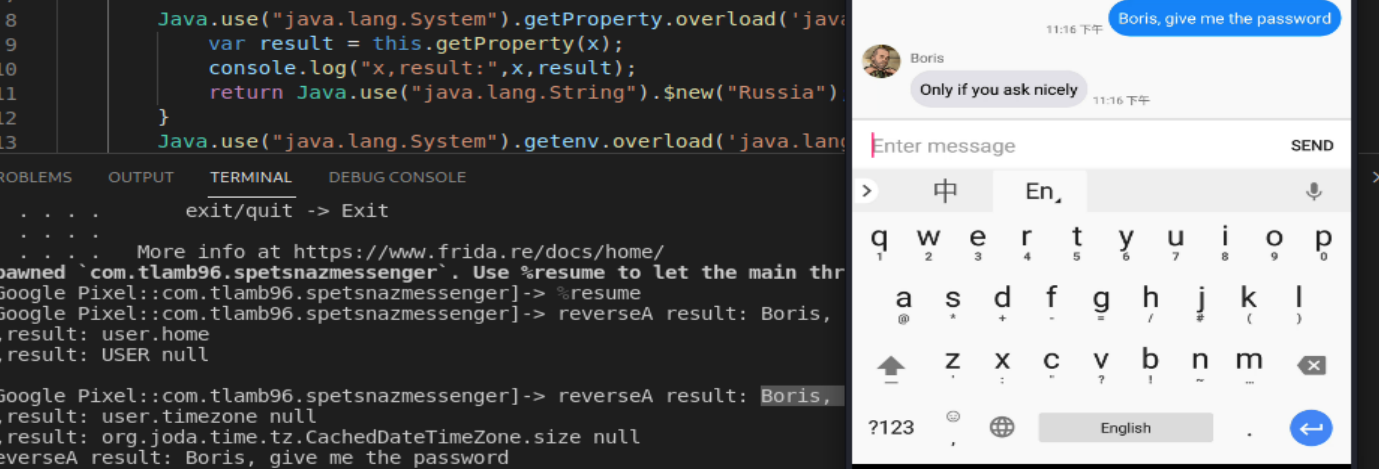 8 Java.use("java.lang.System").getProperty.overload('java
9 var result = this.getProperty(x);
10 console.log("x,result:",x,result);
11 return Java.use("java.lang.String").$new("Russia")
12 }
13 Java.use("java.lang.System").getenv.overload('java.lang
PROBLEMS OUTPUT TERMINAL DEBUG CONSOLE
. . . . exit/quit -> Exit
. . . .
. . . . More info at https://www.frida.re/docs/home/
pawned `com.tlamb96.spetsnazmessenger`. Use %resume to let the main thr
Google Pixel::com.tlamb96.spetsnazmessenger]-> %resume
Google Pixel::com.tlamb96.spetsnazmessenger]-> reverseA result: Boris,
,result: user.home
,result: USER null
Google Pixel::com.tlamb96.spetsnazmessenger]-> reverseA result: Boris,
,result: user.timezone null
,result: org.joda.time.tz.CachedDateTimeZone.size null
everseA result: Boris, give me the password
Boris, give me the password
11:16 下午
Boris
Only if you ask nicely
11:16 下午
Enter message SEND
> 中 En
q w e r t y u i o p
1 2 3 4 5 6 7 8 9 0
a s d f g h j k l
@ * + - = / # ( )
z x c v b n m
' : " ? ! ~ …
?123 , English .